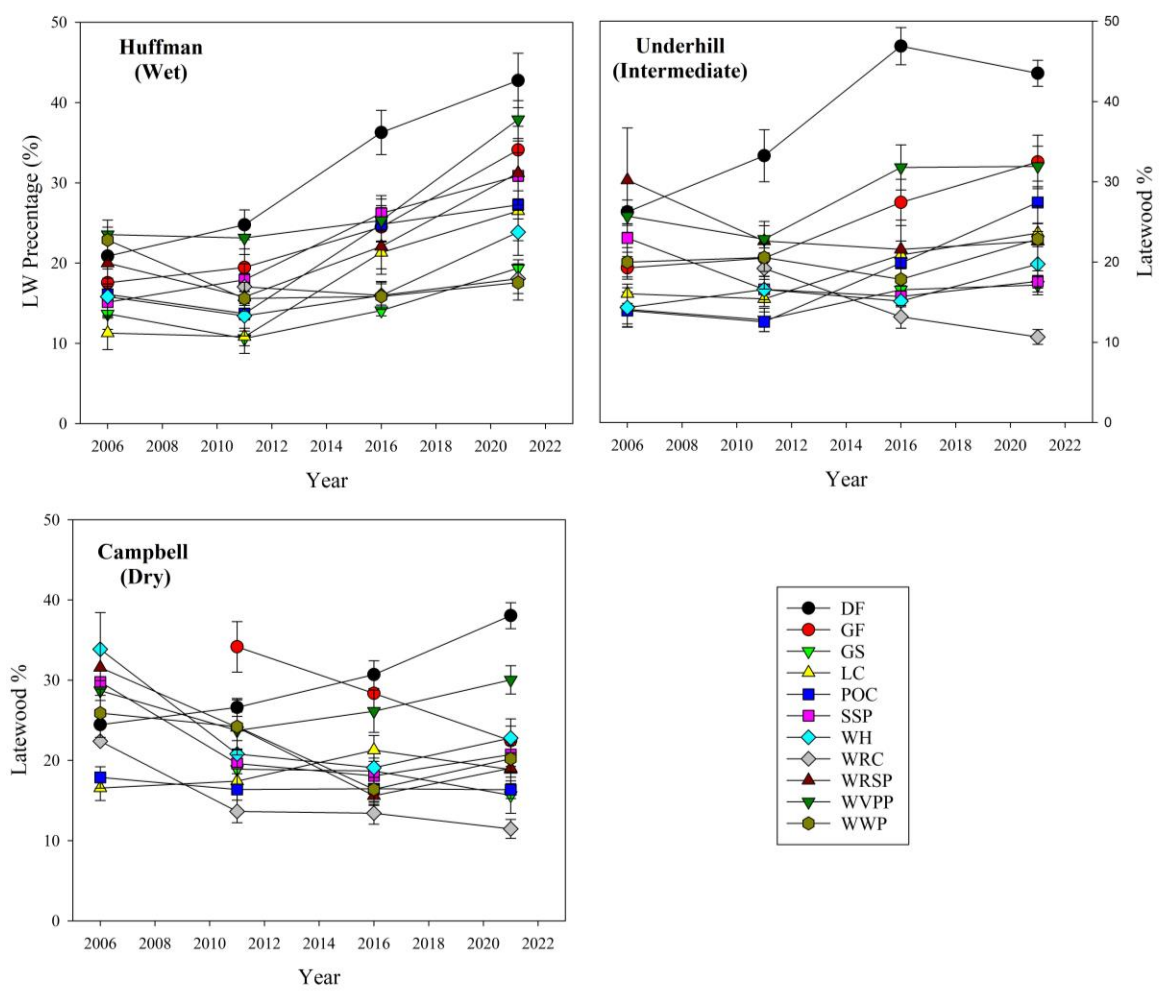 Huffman
(Wet)
LW Precentage (%)
50
40
30
20
10
0
2006 2008 2010 2012 2014 2016 2018 2020 2022
Year
Underhill
(Intermediate)
Latewood %
50
40
30
20
10
0
2006 2008 2010 2012 2014 2016 2018 2020 2022
Year
Campbell
(Dry)
Latewood %
50
40
30
20
10
0
2006 2008 2010 2012 2014 2016 2018 2020 2022
Year
DF
GF
GS
LC
POC
SSP
WH
WRC
WRSP
WVPP
WWP